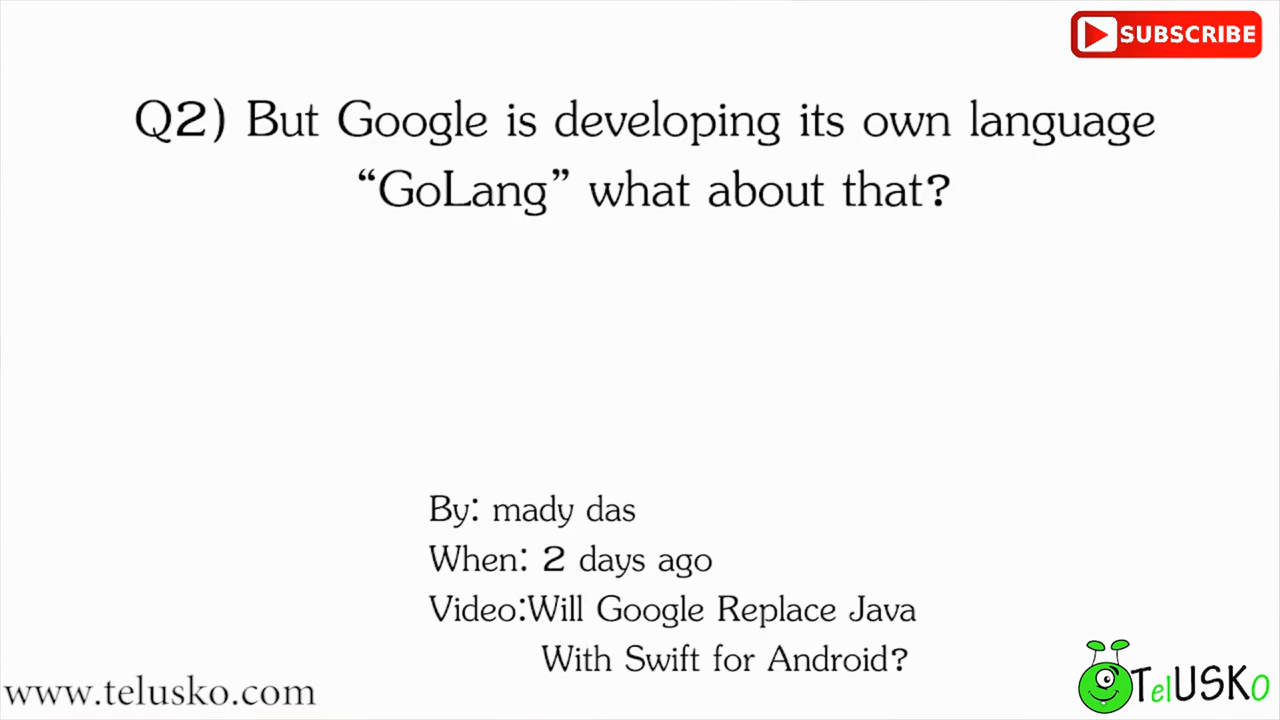 SUBSCRIBE
Q2) But Google is developing its own language
“GoLang” what about that?
By: mady das
When: 2 days ago
Video:Will Google Replace Java
With Swift for Android?
www.telusko.com
TelUSKo